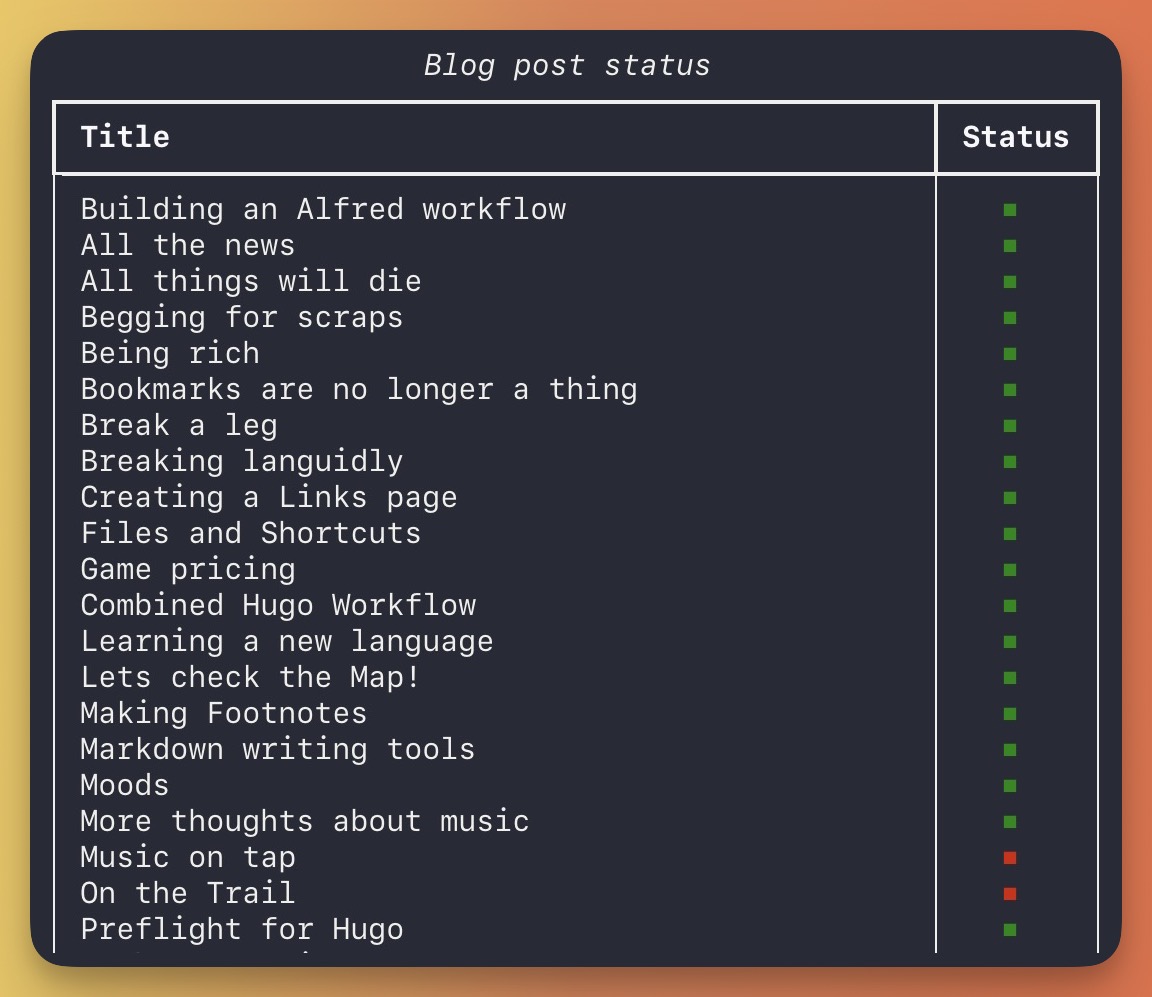 Blog post status
Title Status
Building an Alfred workflow
All the news
All things will die
Begging for scraps
Being rich
Bookmarks are no longer a thing
Break a leg
Breaking languidly
Creating a Links page
Files and Shortcuts
Game pricing
Combined Hugo Workflow
Learning a new language
Lets check the Map!
Making Footnotes
Markdown writing tools
Moods
More thoughts about music
Music on tap
On the Trail
Preflight for Hugo